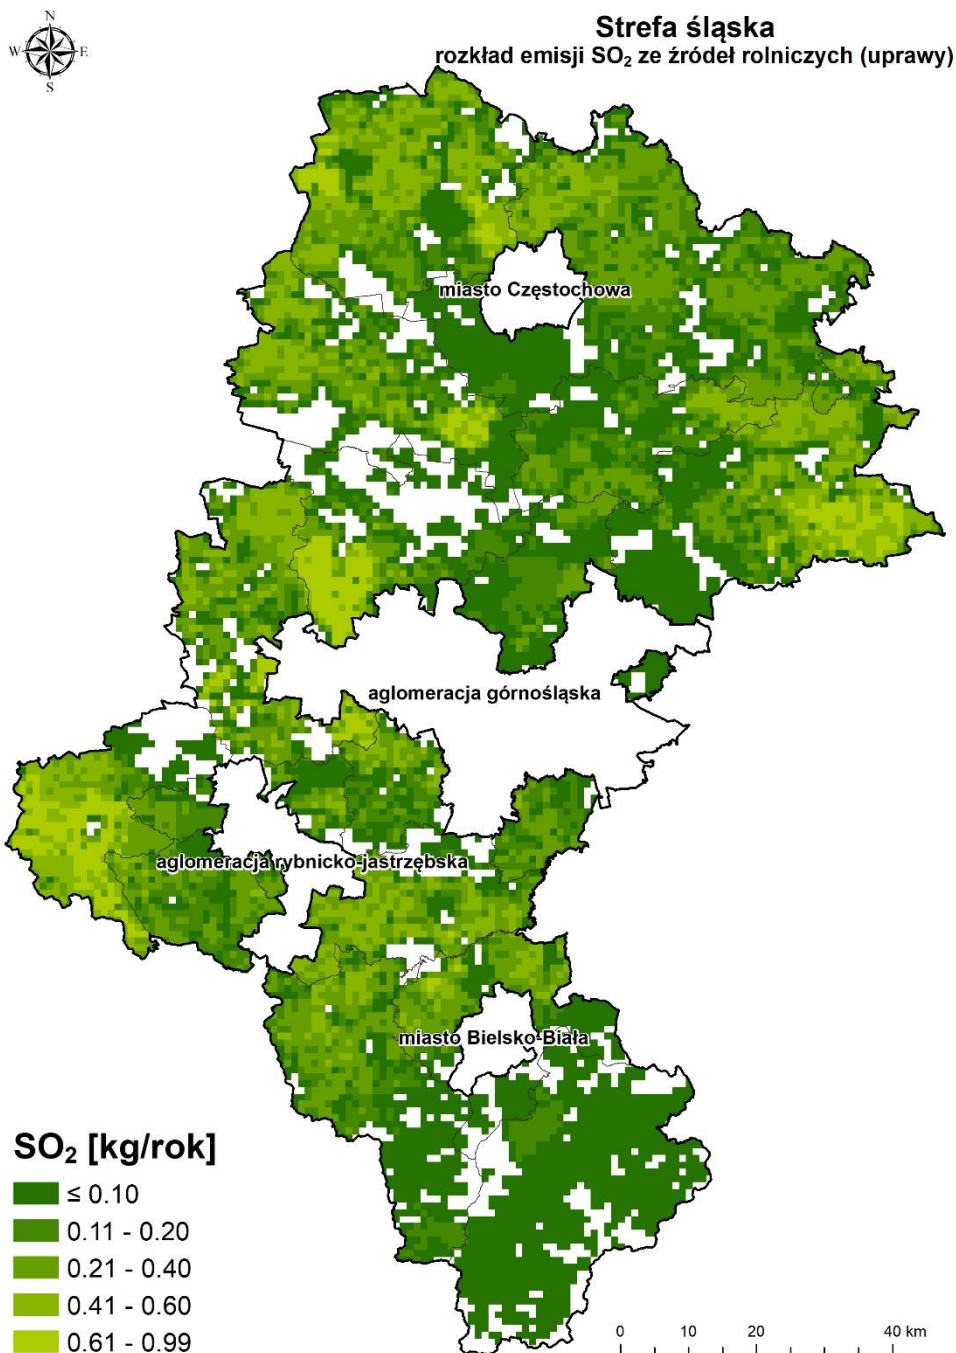 N
W E
S
Strefa śląska
rozkład emisji SO₂ ze źródeł rolniczych (uprawy)
miasto Częstochowa
aglomeracja górnośląska
aglomeracja rybnicko-jastrzębska
miasto Bielsko-Biała
SO₂ [kg/rok]
≤ 0.10
0.11 - 0.20
0.21 - 0.40
0.41 - 0.60
0.61 - 0.99
0 10 20 40 km